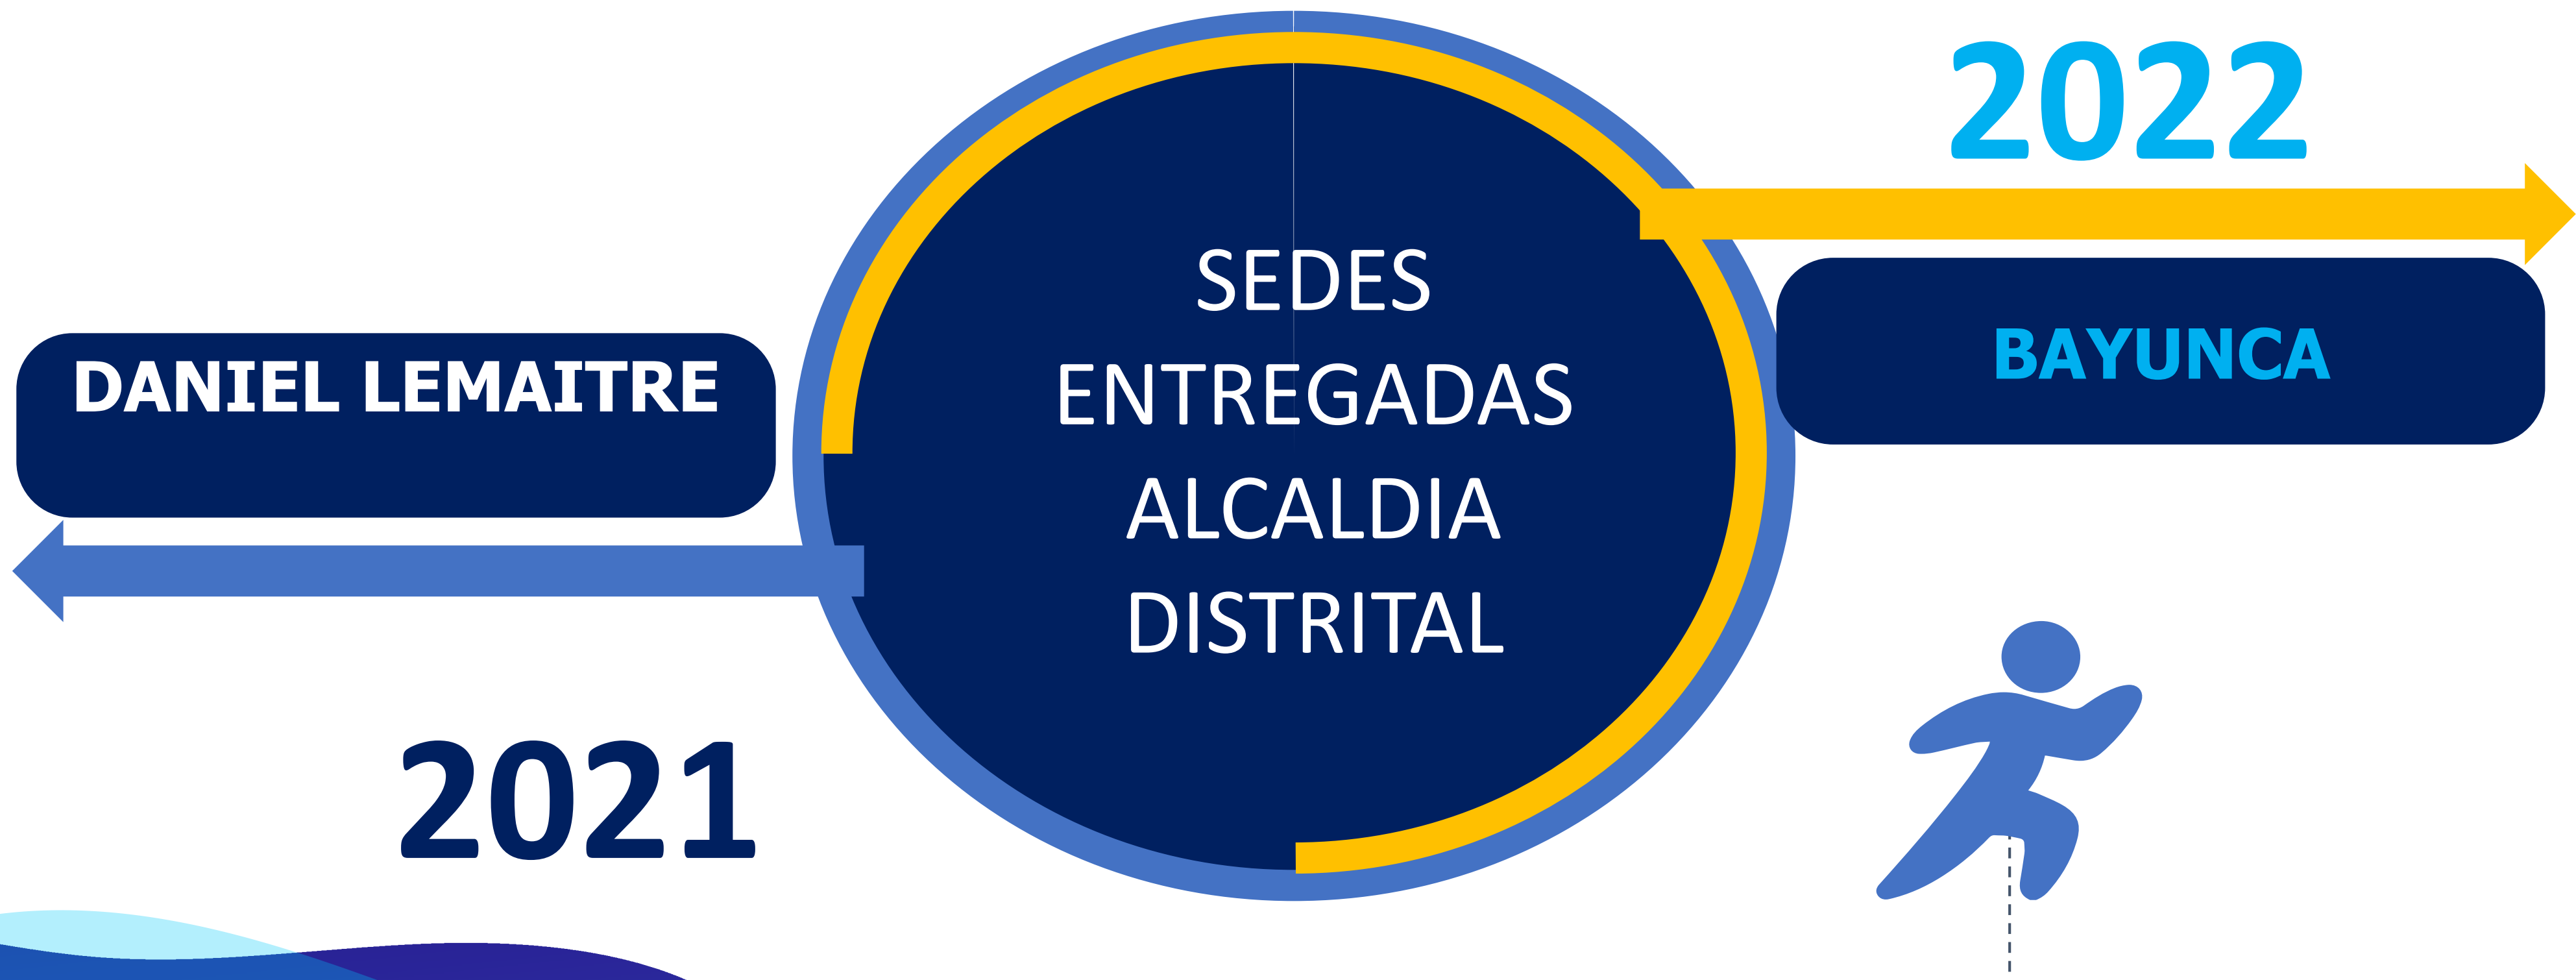 DANIEL LEMAITRE
2021
SEDES
ENTREGADAS
ALCALDIA
DISTRITAL
2022
BAYUNCA